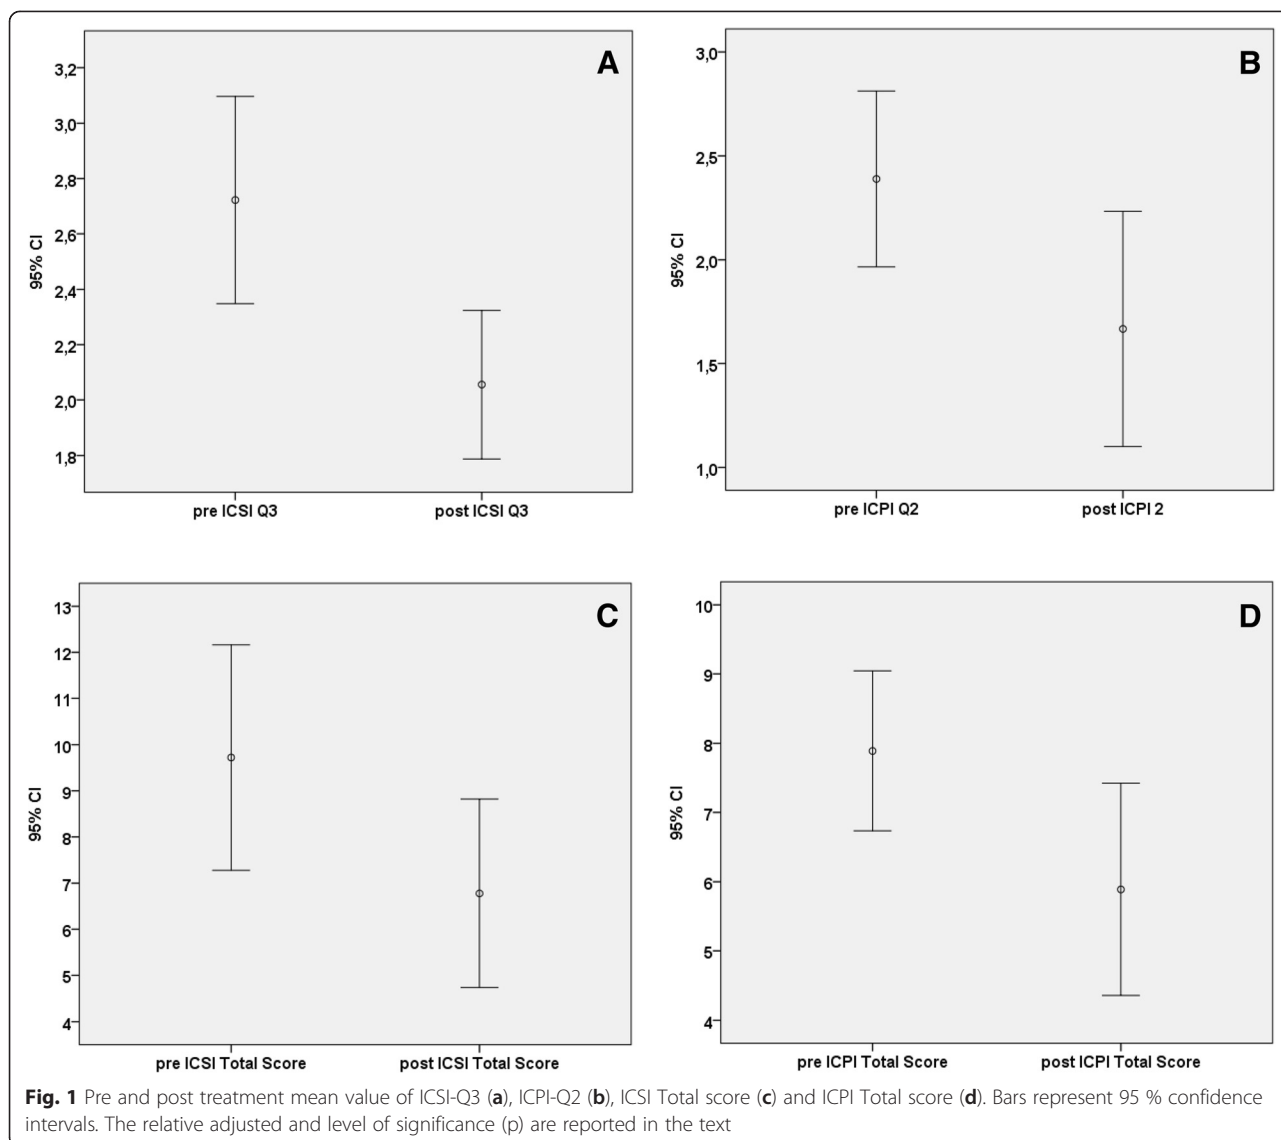 A
3,2
3,0
2,8
2,6
2,4
2,2
2,0
1,8
95% CI
pre ICSI Q3 post ICSI Q3
B
3,0
2,5
2,0
1,5
1,0
95% CI
pre ICPI Q2 post ICPI 2
C
13
12
11
10
9
8
7
6
5
4
95% CI
pre ICSI Total Score post ICSI Total Score
D
10
9
8
7
6
5
4
95% CI
pre ICPI Total Score post ICPI Total Score
Fig. 1 Pre and post treatment mean value of ICSI-Q3 (a), ICPI-Q2 (b), ICSI Total score (c) and ICPI Total score (d). Bars represent 95 % confidence
intervals. The relative adjusted and level of significance (p) are reported in the text